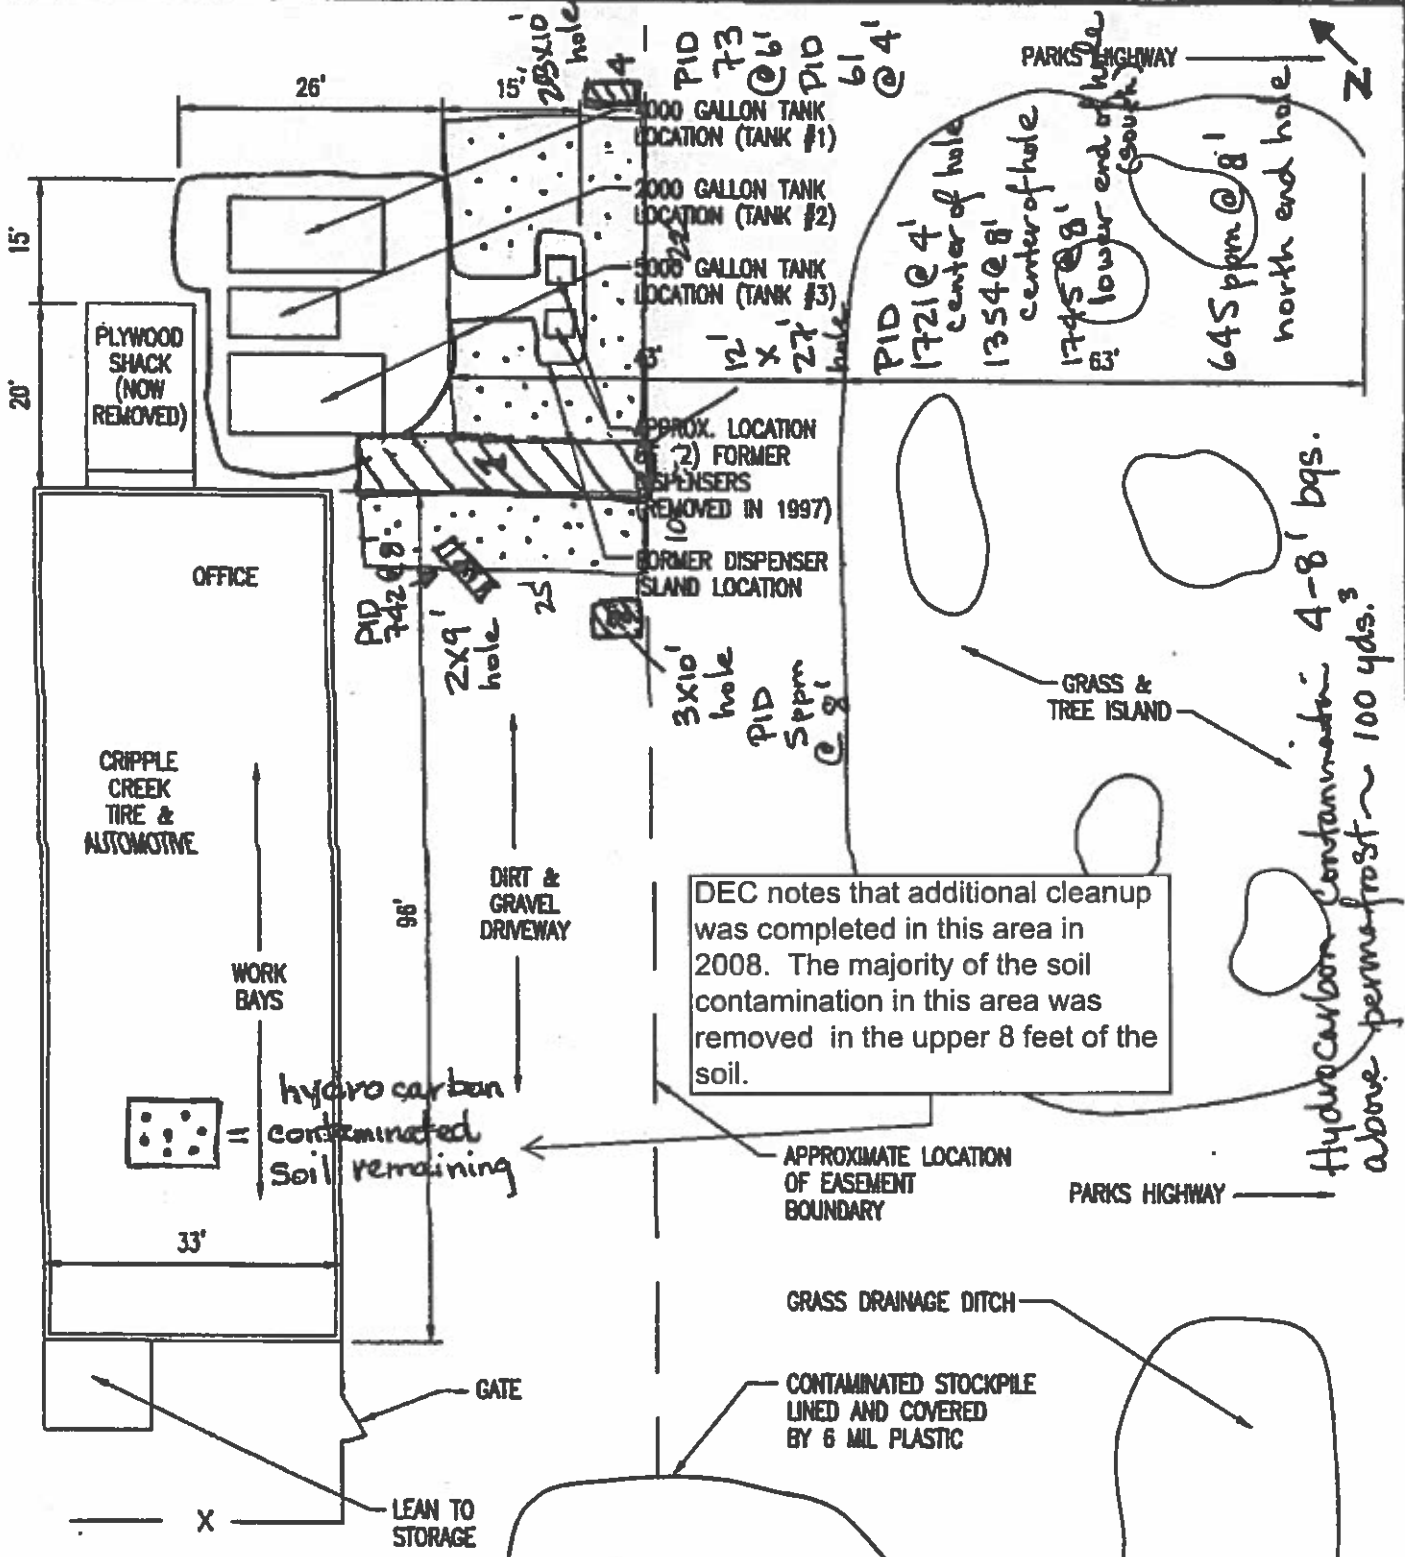 23x10'
hole
4
PID
73
@6'
PID
61
@4'
PARKS HIGHWAY
N
26'
15'
000 GALLON TANK
LOCATION (TANK #1)
2000 GALLON TANK
LOCATION (TANK #2)
22'
5000 GALLON TANK
LOCATION (TANK #3)
15'
20'
PLYWOOD
SHACK
(NOW
REMOVED)
43'
12'
x
27'
hole
PID
1721@4'
center of hole
1354@8'
center of hole
1745@8'
lower end of hole
(south)
645 ppm @ 8'
north end hole
63'
APPROX. LOCATION
2) FORMER
DISPENSERS
(REMOVED IN 1997)
1
10'
FORMER DISPENSER
ISLAND LOCATION
OFFICE
PID
742@8'
2x9'
hole
25'
3x10'
hole
PID
5ppm
@ 8'
GRASS &
TREE ISLAND
Hydrocarbon Contamination 4-8' bgs.
above permafrost ~ 100 yds.³
CRIPPLE
CREEK
TIRE &
AUTOMOTIVE
WORK
BAYS
96'
DIRT &
GRAVEL
DRIVEWAY
DEC notes that additional cleanup
was completed in this area in
2008. The majority of the soil
contamination in this area was
removed in the upper 8 feet of the
soil.
= hydrocarbon
contaminated
Soil remaining
APPROXIMATE LOCATION
OF EASEMENT
BOUNDARY
PARKS HIGHWAY
33'
GRASS DRAINAGE DITCH
GATE
CONTAMINATED STOCKPILE
LINED AND COVERED
BY 6 MIL PLASTIC
LEAN TO
STORAGE
X